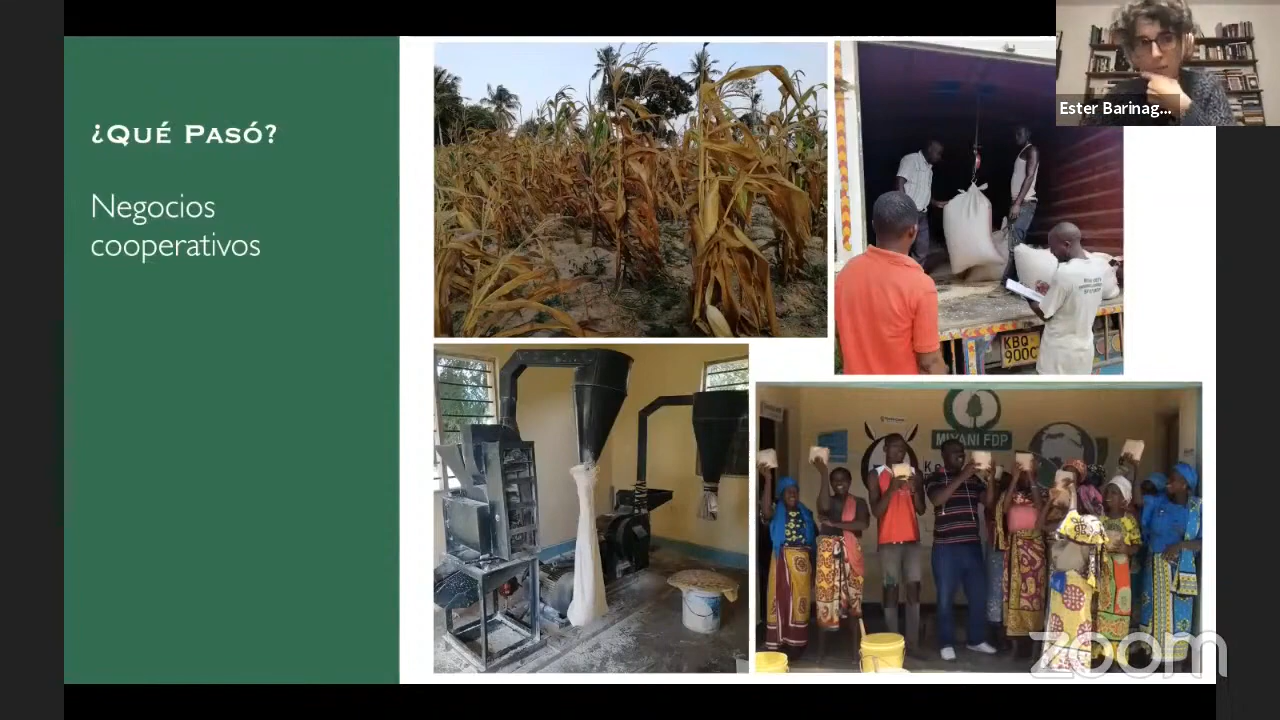 ¿QUÉ PASÓ?
Negocios
cooperativos
Ester Barinag...
KBQ
900C
MIYANI FDP
zoom